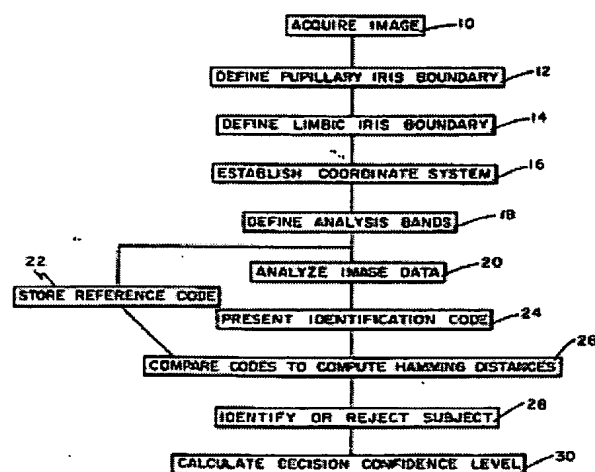 ACQUIRE IMAGE 10
DEFINE PUPILLARY IRIS BOUNDARY 12
DEFINE LIMBIC IRIS BOUNDARY 14
ESTABLISH COORDINATE SYSTEM 16
DEFINE ANALYSIS BANDS 18
22
ANALYZE IMAGE DATA 20
STORE REFERENCE CODE
PRESENT IDENTIFICATION CODE 24
COMPARE CODES TO COMPUTE HAMMING DISTANCES 26
IDENTIFY OR REJECT SUBJECT 28
CALCULATE DECISION CONFIDENCE LEVEL 30